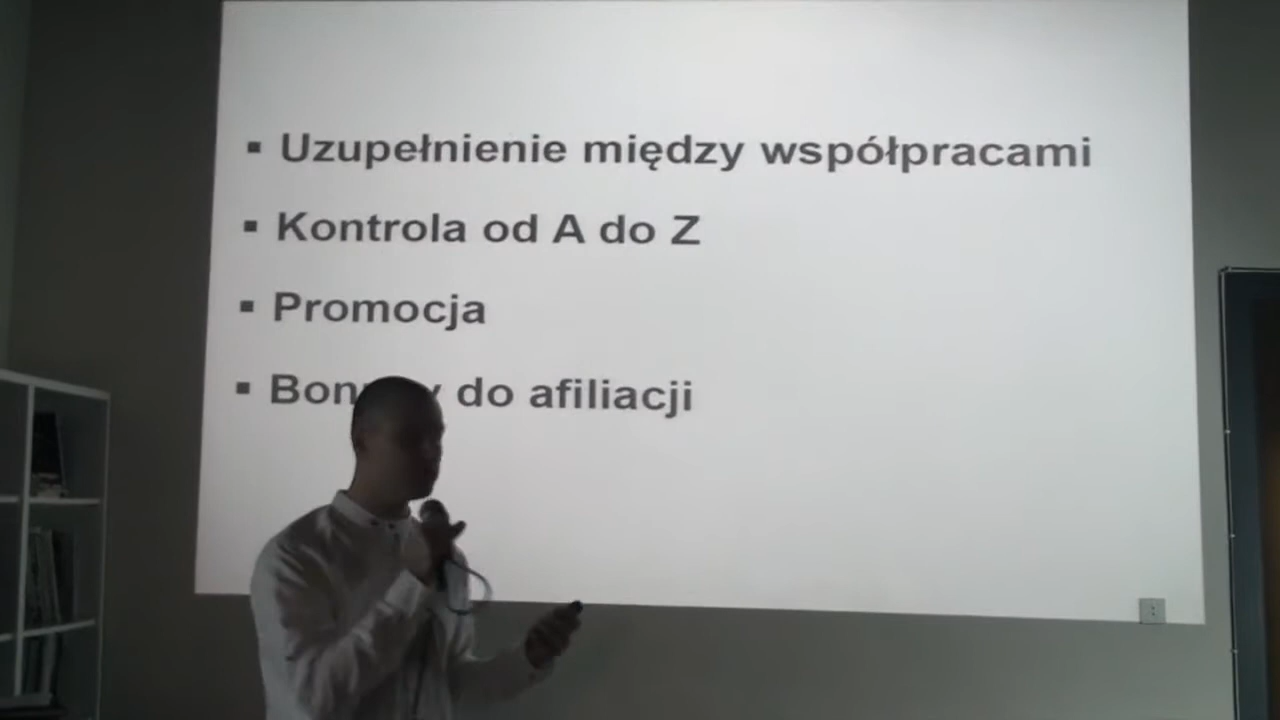 ▪ Uzupełnienie między współpracami
▪ Kontrola od A do Z
▪ Promocja
▪ do afiliacji